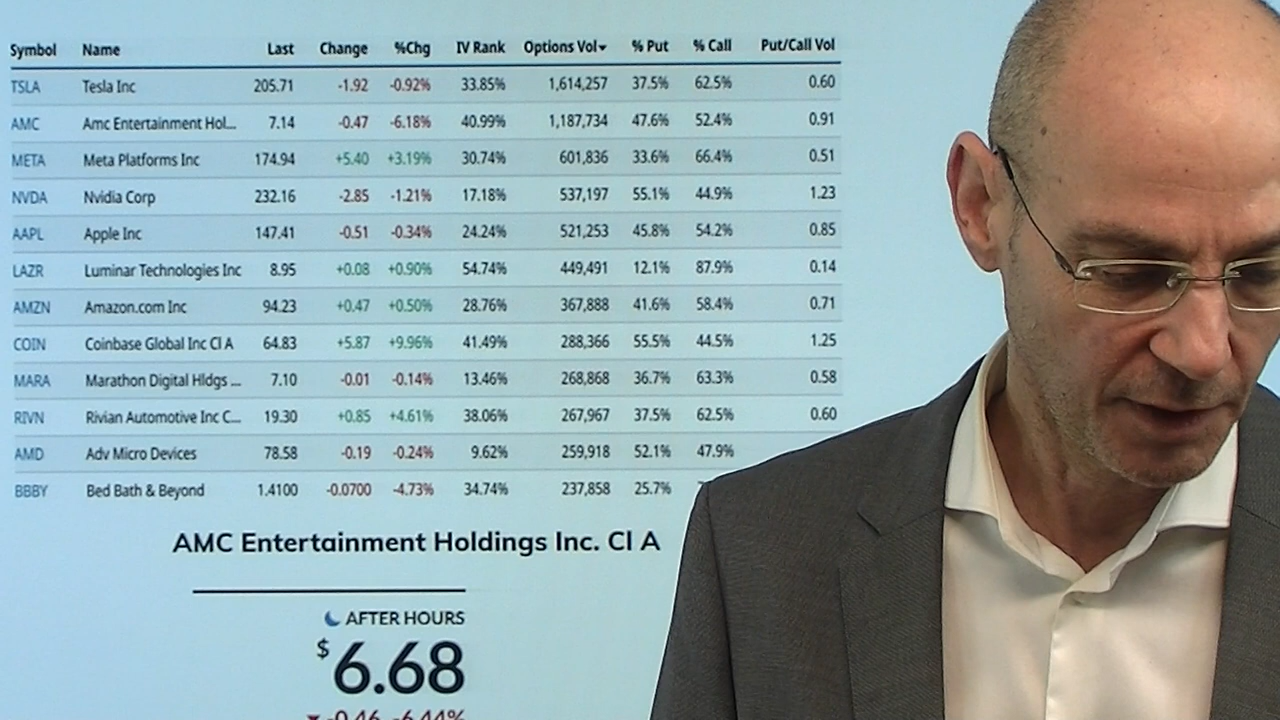 Symbol Name Last Change %Chg IV Rank Options Vol▾ % Put % Call Put/Call Vol
TSLA Tesla Inc 205.71 -1.92 -0.92% 33.85% 1,614,257 37.5% 62.5% 0.60
AMC Amc Entertainment Hol... 7.14 -0.47 -6.18% 40.99% 1,187,734 47.6% 52.4% 0.91
META Meta Platforms Inc 174.94 +5.40 +3.19% 30.74% 601,836 33.6% 66.4% 0.51
NVDA Nvidia Corp 232.16 -2.85 -1.21% 17.18% 537,197 55.1% 44.9% 1.23
AAPL Apple Inc 147.41 -0.51 -0.34% 24.24% 521,253 45.8% 54.2% 0.85
LAZR Luminar Technologies Inc 8.95 +0.08 +0.90% 54.74% 449,491 12.1% 87.9% 0.14
AMZN Amazon.com Inc 94.23 +0.47 +0.50% 28.76% 367,888 41.6% 58.4% 0.71
COIN Coinbase Global Inc Cl A 64.83 +5.87 +9.96% 41.49% 288,366 55.5% 44.5% 1.25
MARA Marathon Digital Hldgs ... 7.10 -0.01 -0.14% 13.46% 268,868 36.7% 63.3% 0.58
RIVN Rivian Automotive Inc C... 19.30 +0.85 +4.61% 38.06% 267,967 37.5% 62.5% 0.60
AMD Adv Micro Devices 78.58 -0.19 -0.24% 9.62% 259,918 52.1% 47.9%
BBBY Bed Bath & Beyond 1.4100 -0.0700 -4.73% 34.74% 237,858 25.7%
AMC Entertainment Holdings Inc. Cl A
AFTER HOURS
$6.68
▼ -0.46 -6.44%